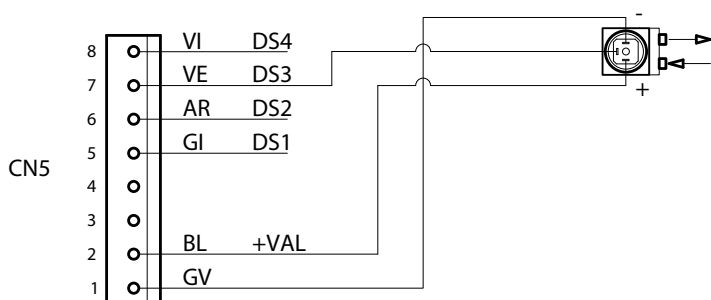 -
8 VI DS4
7 VE DS3
+
6 AR DS2
5 GI DS1
CN5
4
3
2 BL +VAL
1 GV